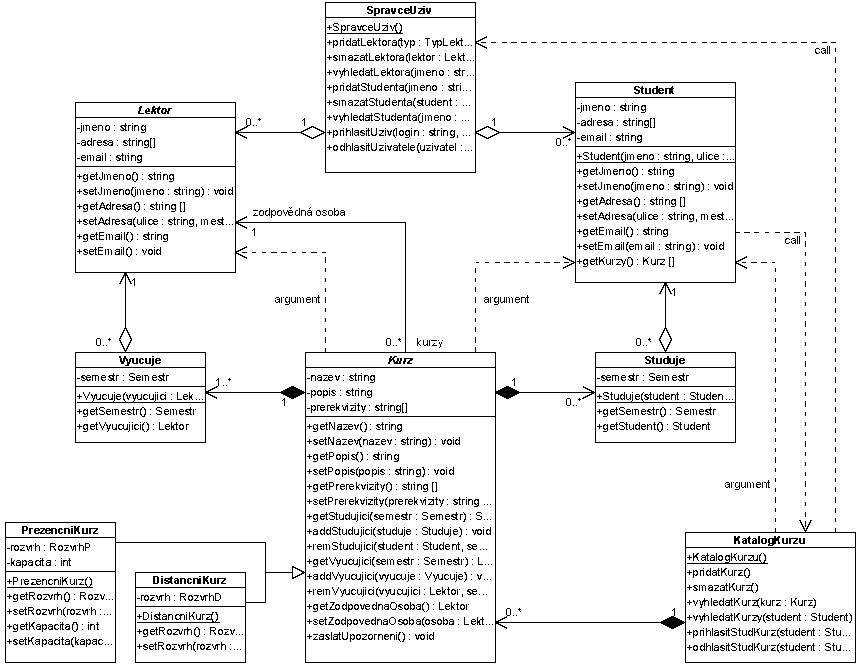 SpravceUziv
+SpravceUziv()
+pridatLektora(typ : TypLekt...
+smazatLektora(lektor : Lekt...
+vyhledatLektora(jmeno : str...
+pridatStudenta(jmeno : stri...
+smazatStudenta(student : ...
+vyhledatStudenta(jmeno : ...
+prihlasitUziv(login : string, ...
+odhlasitUzivatele(uzivatel : ...
call
Lektor
-jmeno : string
-adresa : string[]
-email : string
+getJmeno() : string
+setJmeno(jmeno : string) : void
+getAdresa() : string []
+setAdresa(ulice : string, mest...
+getEmail() : string
+setEmail() : void
0..*
1
1
0..*
Student
-jmeno : string
-adresa : string[]
-email : string
+Student(jmeno : string, ulice :...
+getJmeno() : string
+setJmeno(jmeno : string) : void
+getAdresa() : string []
+setAdresa(ulice : string, mest...
+getEmail() : string
+setEmail(email : string) : void
+getKurzy() : Kurz []
zodpovědná osoba
1
call
argument
argument
1
0..*
0..*
kurzy
1
0..*
Vyucuje
-semestr : Semestr
+Vyucuje(vyucujici : Lek...
+getSemestr() : Semestr
+getVyucujici() : Lektor
1..*
1
Kurz
-nazev : string
-popis : string
-prerekvizity : string[]
+getNazev() : string
+setNazev(nazev : string) : void
+getPopis() : string
+setPopis(popis : string) : void
+getPrerekvizity() : string []
+setPrerekvizity(prerekvizity : string ...
+getStudujici(semestr : Semestr) : S...
+addStudujici(studuje : Studuje) : void
+remStudujici(student : Student, se...
+getVyucujici(semestr : Semestr) : L...
+addVyucujici(vyucuje : Vyucuje) : v...
+remVyucujici(vyucujici : Lektor, se...
+getZodpovednaOsoba() : Lektor
+setZodpovednaOsoba(osoba : Lekt...
+zaslatUpozorneni() : void
1
0..*
Studuje
-semestr : Semestr
+Studuje(student : Studen...
+getSemestr() : Semestr
+getStudent() : Student
argument
PrezencniKurz
-rozvrh : RozvrhP
-kapacita : int
+PrezencniKurz()
+getRozvrh() : Rozv...
+setRozvrh(rozvrh :...
+getKapacita() : int
+setKapacita(kapac...
DistancniKurz
-rozvrh : RozvrhD
+DistancniKurz()
+getRozvrh() : Rozv...
+setRozvrh(rozvrh :...
0..*
1
KatalogKurzu
+KatalogKurzu()
+pridatKurz()
+smazatKurz()
+vyhledatKurz(kurz : Kurz)
+vyhledatKurzy(student : Student)
+prihlasitStudKurz(student : Stu...
+odhlasitStudKurz(student : Stu...